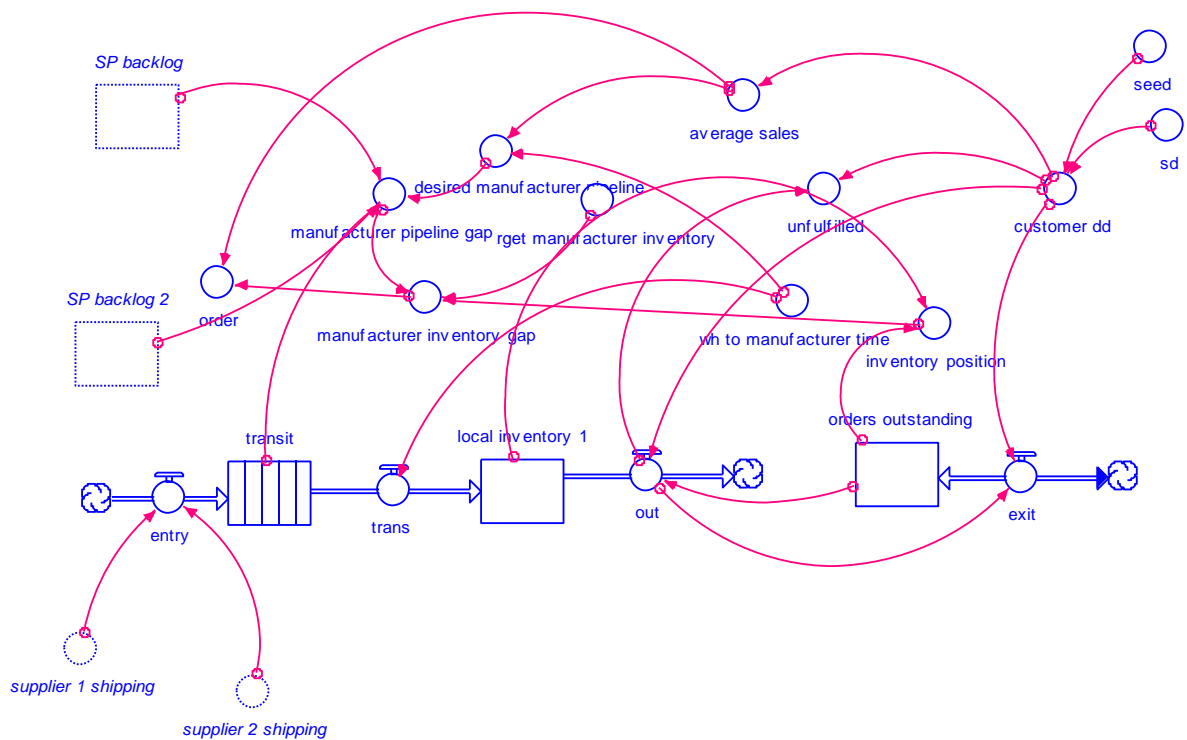 SP backlog
seed
average sales
sd
desired manufacturer pipeline
unfulfilled
customer dd
manufacturer pipeline gap
rget manufacturer inventory
SP backlog 2
order
manufacturer inventory gap
wh to manufacturer time
inventory position
orders outstanding
transit
local inventory 1
entry
trans
out
exit
supplier 1 shipping
supplier 2 shipping